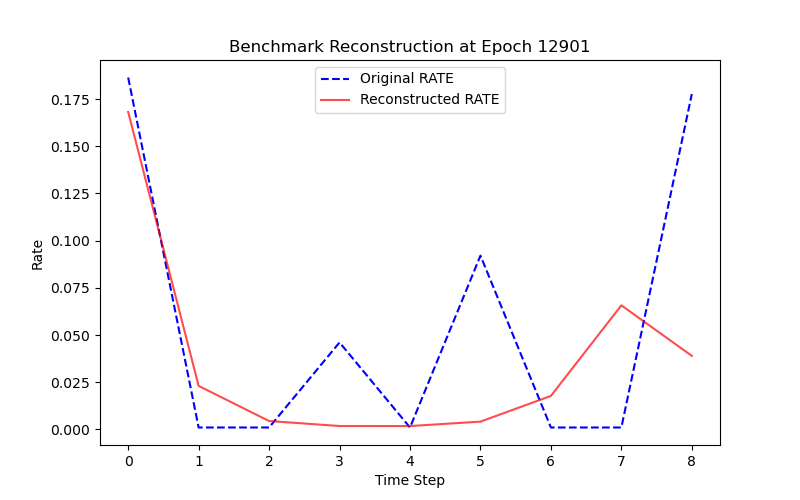 Benchmark Reconstruction at Epoch 12901
Original RATE
Reconstructed RATE
Rate
0.175
0.150
0.125
0.100
0.075
0.050
0.025
0.000
0 1 2 3 4 5 6 7 8
Time Step